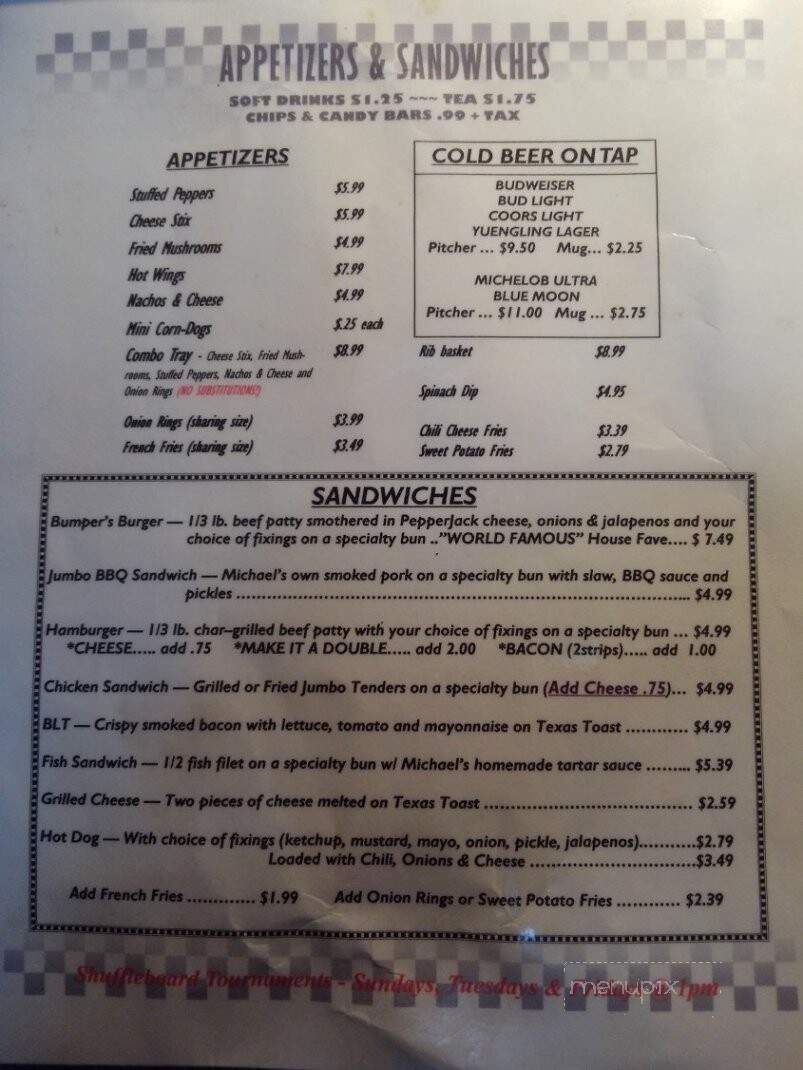 APPETIZERS & SANDWICHES
SOFT DRINKS $1.25 ~~~ TEA $1.75
CHIPS & CANDY BARS .99 + TAX
APPETIZERS
Stuffed Peppers $5.99
Cheese Stix $5.99
Fried Mushrooms $4.99
Hot Wings $7.99
Nachos & Cheese $4.99
Mini Corn-Dogs $.25 each
Combo Tray - Cheese Stix, Fried Mush- $8.99
rooms, Stuffed Peppers, Nachos & Cheese and
Onion Rings (NO SUBSTITUTIONS!)
Onion Rings (sharing size) $3.99
French Fries (sharing size) $3.49
COLD BEER ON TAP
BUDWEISER
BUD LIGHT
COORS LIGHT
YUENGLING LAGER
Pitcher ... $9.50 Mug... $2.25
MICHELOB ULTRA
BLUE MOON
Pitcher ... $11.00 Mug ... $2.75
Rib basket $8.99
Spinach Dip $4.95
Chili Cheese Fries $3.39
Sweet Potato Fries $2.79
SANDWICHES
Bumper's Burger — 1/3 lb. beef patty smothered in PepperJack cheese, onions & jalapenos and your
choice of fixings on a specialty bun .."WORLD FAMOUS" House Fave.... $ 7.49
Jumbo BBQ Sandwich — Michael's own smoked pork on a specialty bun with slaw, BBQ sauce and
pickles ................................................................................... $4.99
Hamburger — 1/3 lb. char-grilled beef patty with your choice of fixings on a specialty bun ... $4.99
*CHEESE..... add .75 *MAKE IT A DOUBLE..... add 2.00 *BACON (2strips)..... add 1.00
Chicken Sandwich — Grilled or Fried Jumbo Tenders on a specialty bun (Add Cheese .75)... $4.99
BLT — Crispy smoked bacon with lettuce, tomato and mayonnaise on Texas Toast ............ $4.99
Fish Sandwich — 1/2 fish filet on a specialty bun w/ Michael's homemade tartar sauce ......... $5.39
Grilled Cheese — Two pieces of cheese melted on Texas Toast ....................................... $2.59
Hot Dog — With choice of fixings (ketchup, mustard, mayo, onion, pickle, jalapenos)...........$2.79
Loaded with Chili, Onions & Cheese ...............................$3.49
Add French Fries ............. $1.99 Add Onion Rings or Sweet Potato Fries ............ $2.39
Shuffleboard Tournaments - Sundays, Tuesdays & 1pm
menupix